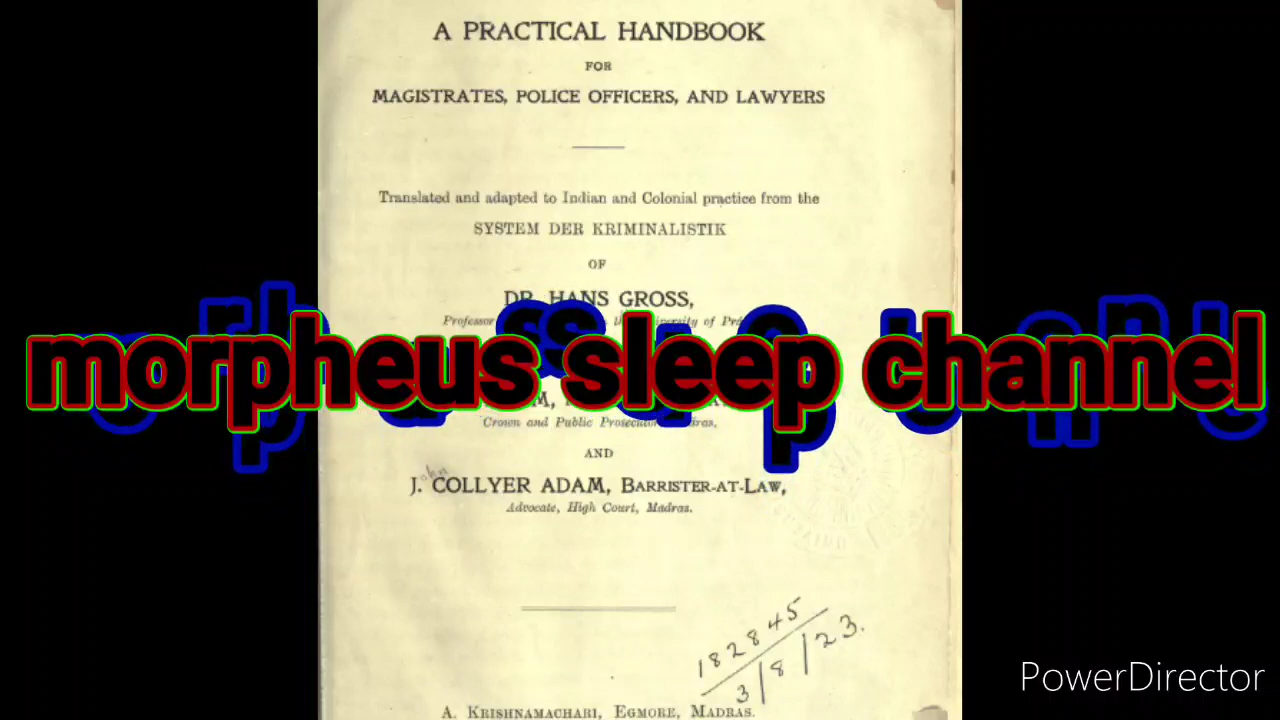 A PRACTICAL HANDBOOK
FOR
MAGISTRATES, POLICE OFFICERS, AND LAWYERS
Translated and adapted to Indian and Colonial practice from the
SYSTEM DER KRIMINALISTIK
OF
DR. HANS GROSS,
Professor
morpheus sleep channel
Crown and Public
AND
John
J. COLLYER ADAM, BARRISTER-AT-LAW,
Advocate, High Court, Madras.
182845
3/8/23.
A. KRISHNAMACHARI, EGMORE, MADRAS.
PowerDirector